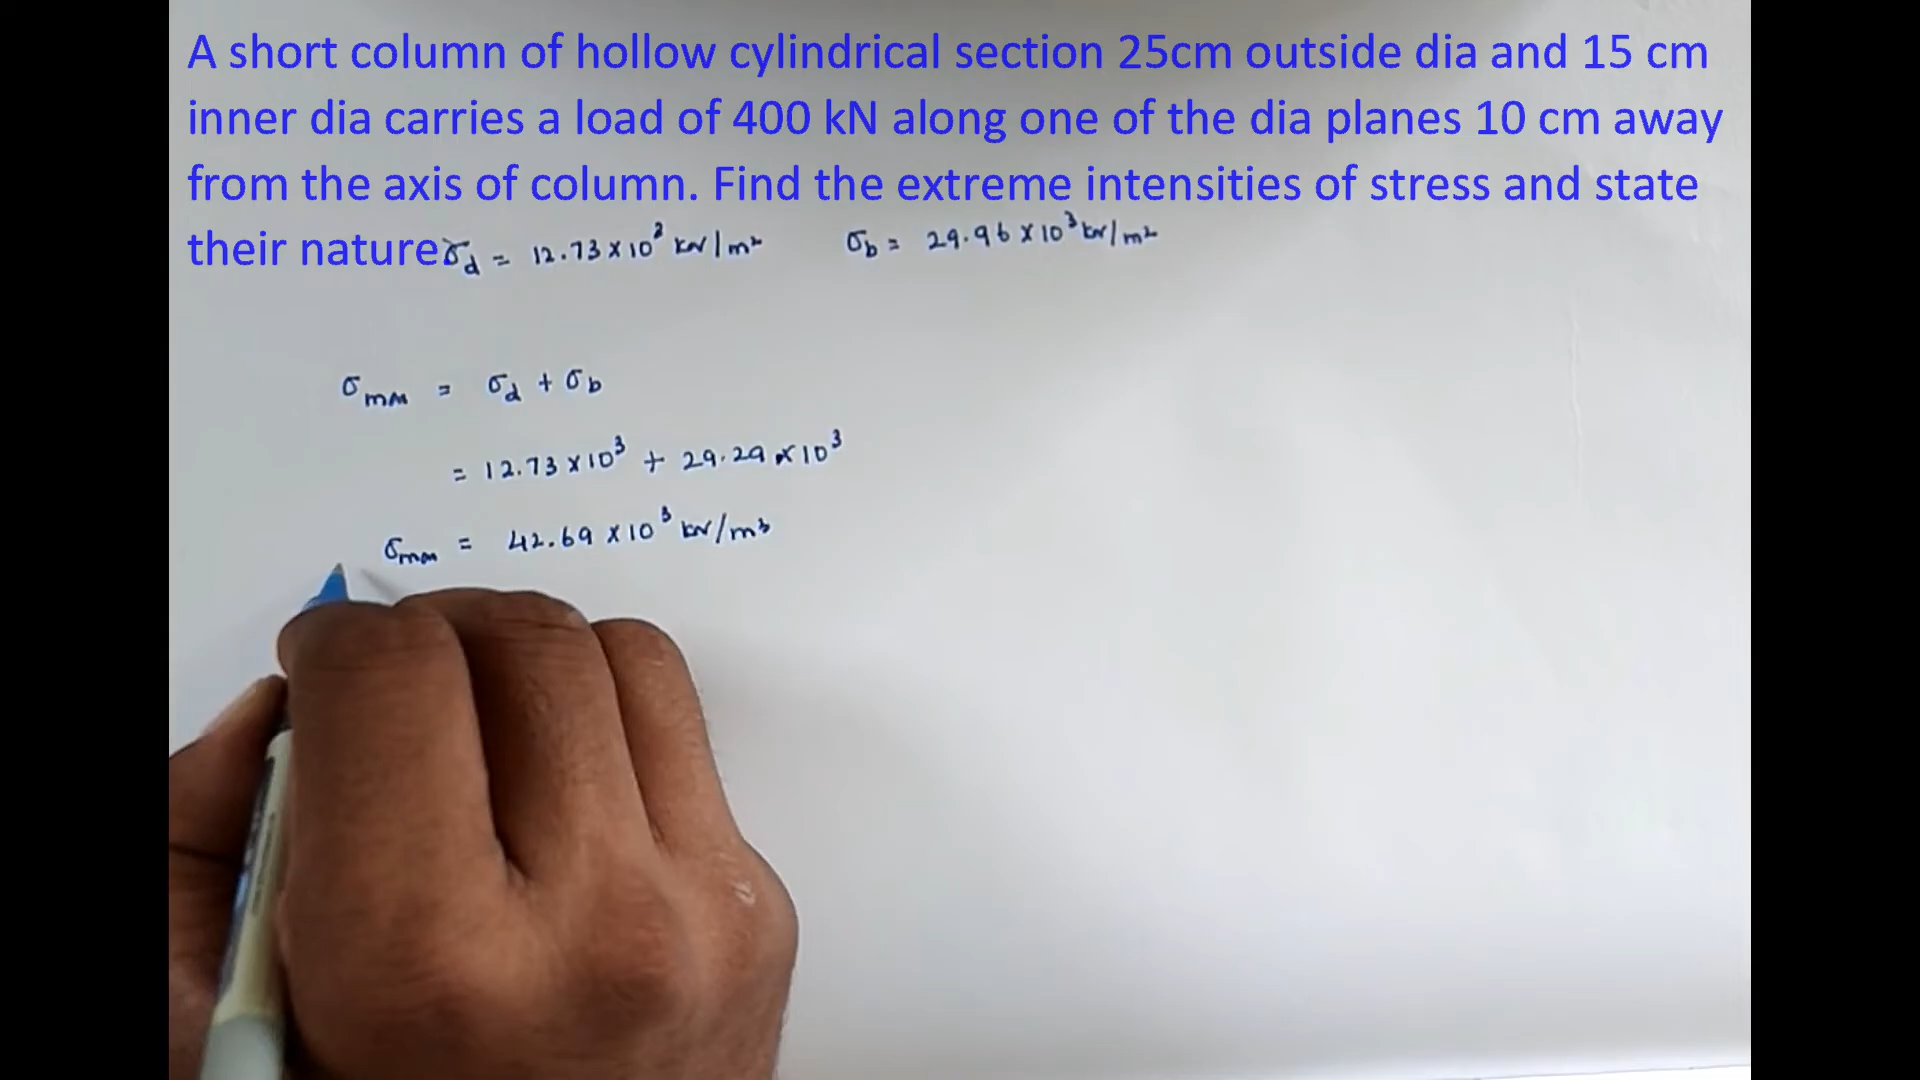 A short column of hollow cylindrical section 25cm outside dia and 15 cm
inner dia carries a load of 400 kN along one of the dia planes 10 cm away
from the axis of column. Find the extreme intensities of stress and state
their nature.
σd = 12.73 × 10³ kN/m² σb = 29.96 × 10³ kN/m²
σmax = σd + σb
= 12.73 × 10³ + 29.29 × 10³
σmax = 42.69 × 10³ kN/m³